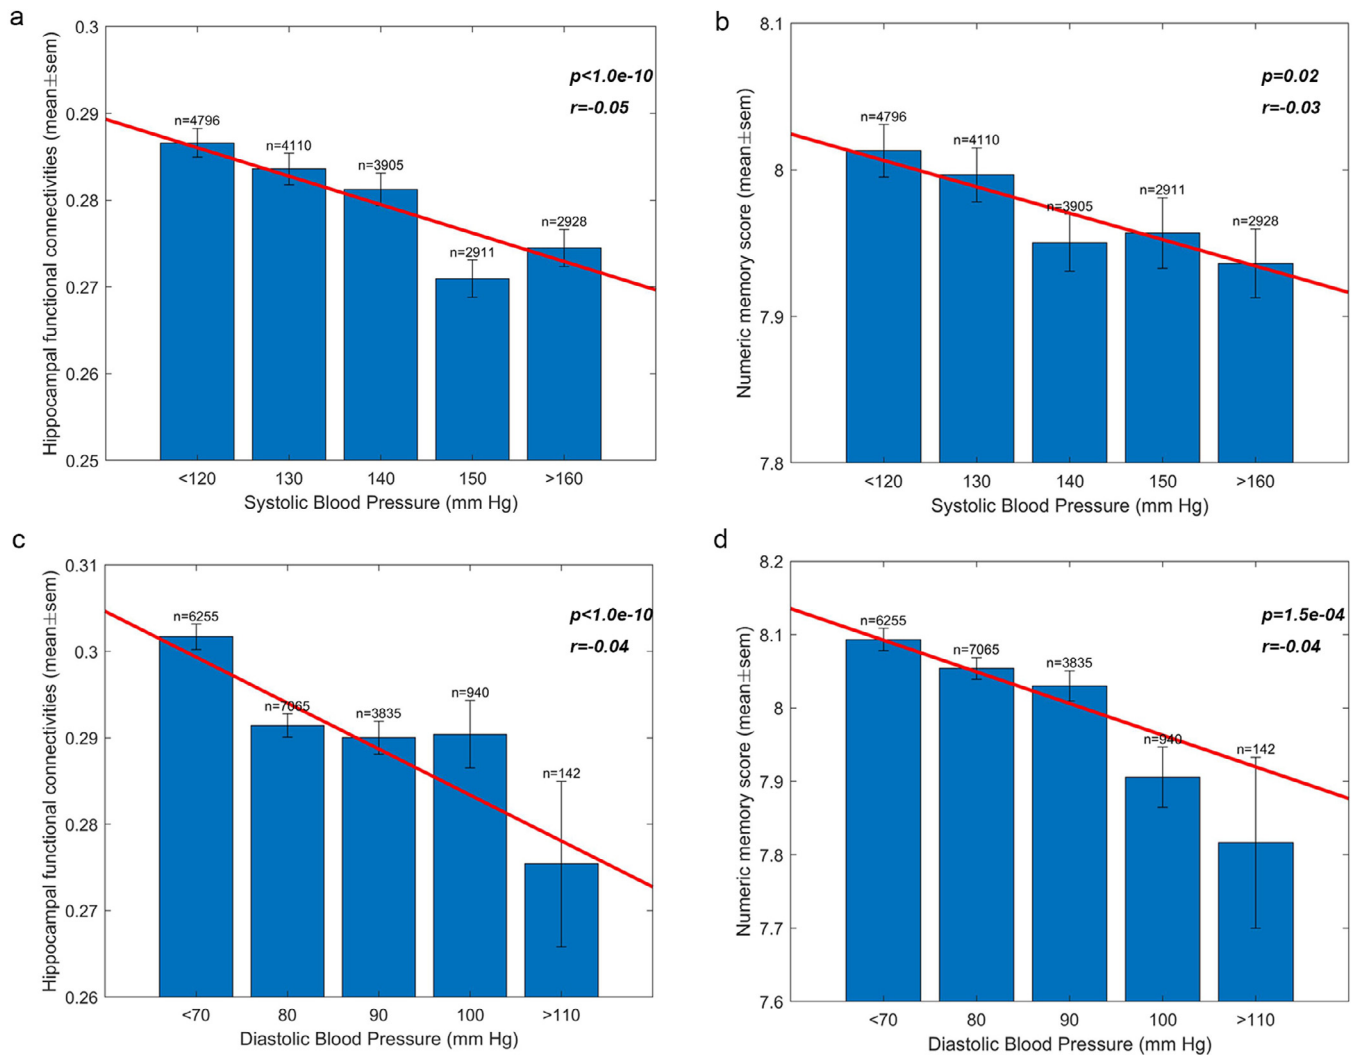 a
Hippocampal functional connectivities (mean±sem)
0.3
0.29
0.28
0.27
0.26
0.25
p<1.0e-10
r=-0.05
n=4796
n=4110
n=3905
n=2911
n=2928
<120 130 140 150 >160
Systolic Blood Pressure (mm Hg)
b
Numeric memory score (mean±sem)
8.1
8
7.9
7.8
p=0.02
r=-0.03
n=4796
n=4110
n=3905
n=2911
n=2928
<120 130 140 150 >160
Systolic Blood Pressure (mm Hg)
c
Hippocampal functional connectivities (mean±sem)
0.31
0.3
0.29
0.28
0.27
0.26
p<1.0e-10
r=-0.04
n=6255
n=7065
n=3835
n=940
n=142
<70 80 90 100 >110
Diastolic Blood Pressure (mm Hg)
d
Numeric memory score (mean±sem)
8.2
8.1
8
7.9
7.8
7.7
7.6
p=1.5e-04
r=-0.04
n=6255
n=7065
n=3835
n=940
n=142
<70 80 90 100 >110
Diastolic Blood Pressure (mm Hg)